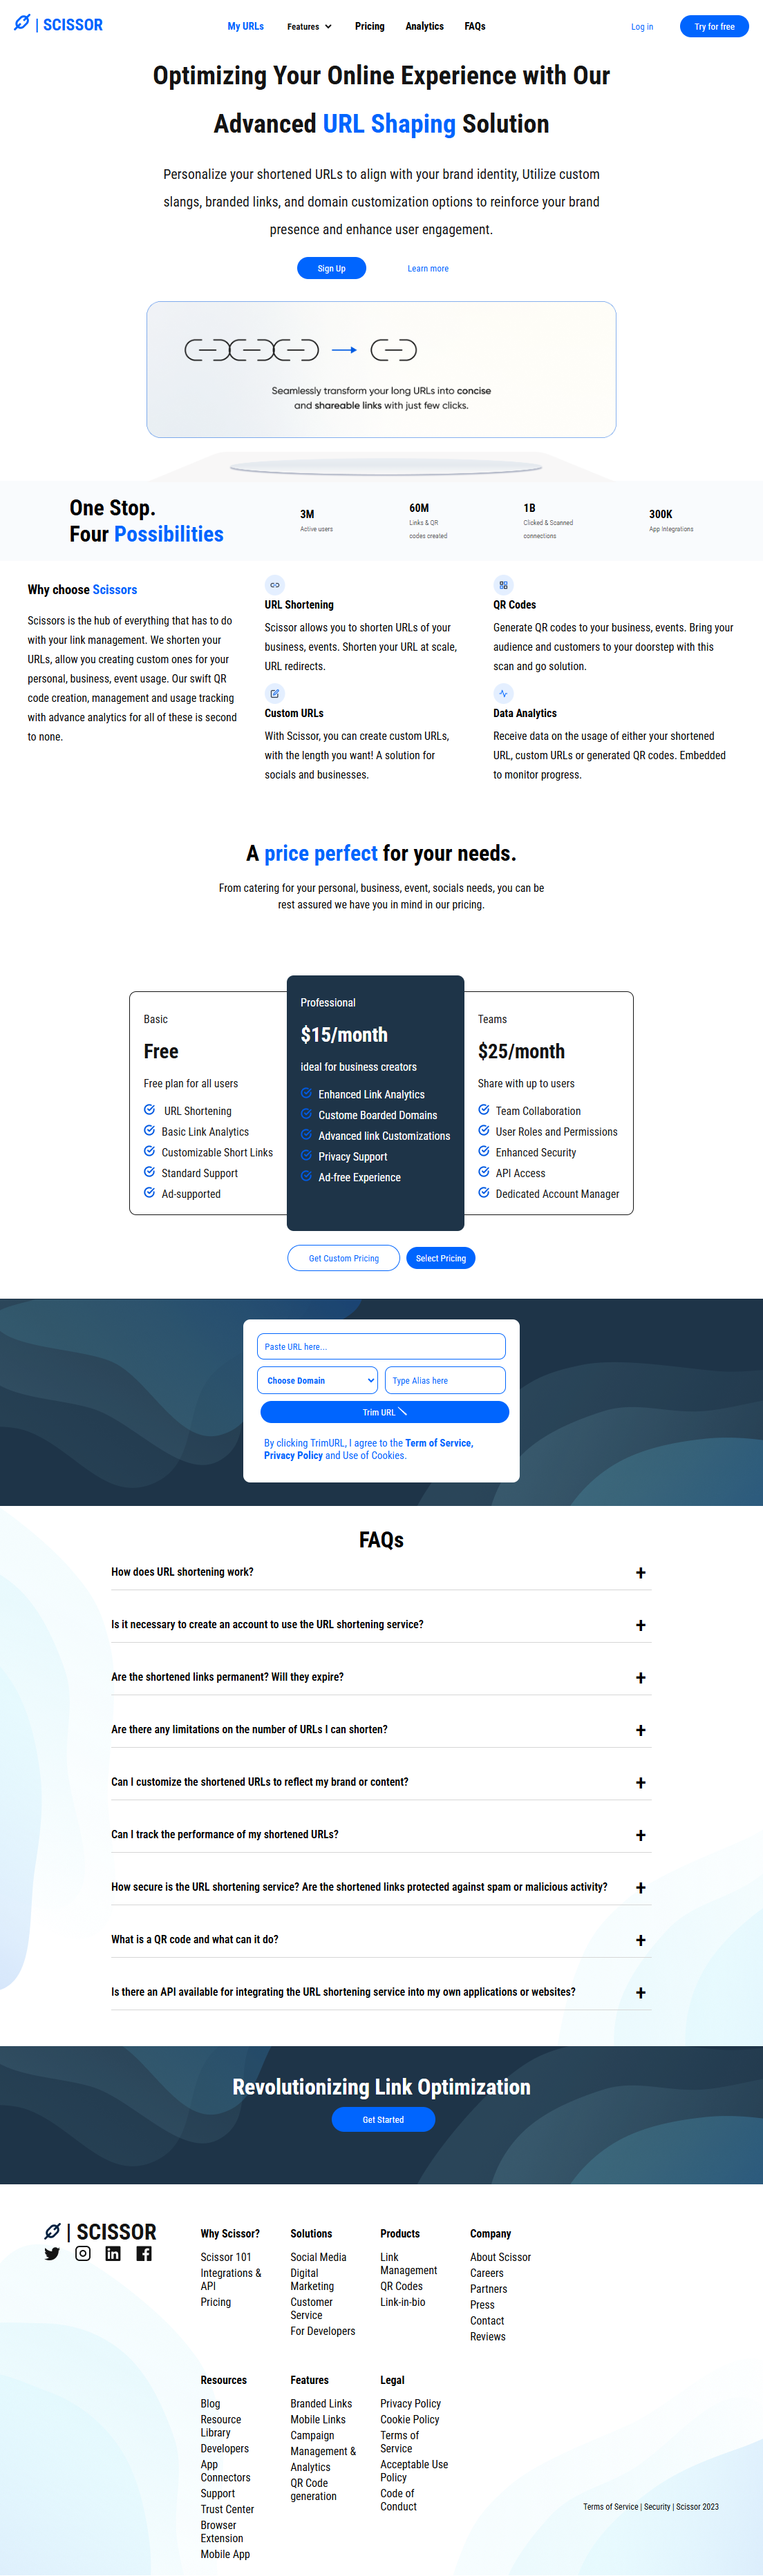 | SCISSOR
My URLs
Features
Pricing
Analytics
FAQs
Log in
Try for free
Optimizing Your Online Experience with Our
Advanced URL Shaping Solution
Personalize your shortened URLs to align with your brand identity, Utilize custom
slangs, branded links, and domain customization options to reinforce your brand
presence and enhance user engagement.
Sign Up
Learn more
Seamlessly transform your long URLs into concise
and shareable links with just few clicks.
One Stop.
Four Possibilities
3M
Active users
60M
Links & QR
codes created
1B
Clicked & Scanned
connections
300K
App Integrations
Why choose Scissors
Scissors is the hub of everything that has to do
with your link management. We shorten your
URLs, allow you creating custom ones for your
personal, business, event usage. Our swift QR
code creation, management and usage tracking
with advance analytics for all of these is second
to none.
URL Shortening
Scissor allows you to shorten URLs of your
business, events. Shorten your URL at scale,
URL redirects.
QR Codes
Generate QR codes to your business, events. Bring your
audience and customers to your doorstep with this
scan and go solution.
Custom URLs
With Scissor, you can create custom URLs,
with the length you want! A solution for
socials and businesses.
Data Analytics
Receive data on the usage of either your shortened
URL, custom URLs or generated QR codes. Embedded
to monitor progress.
A price perfect for your needs.
From catering for your personal, business, event, socials needs, you can be
rest assured we have you in mind in our pricing.
Basic
Free
Free plan for all users
URL Shortening
Basic Link Analytics
Customizable Short Links
Standard Support
Ad-supported
Professional
$15/month
ideal for business creators
Enhanced Link Analytics
Custome Boarded Domains
Advanced link Customizations
Privacy Support
Ad-free Experience
Teams
$25/month
Share with up to users
Team Collaboration
User Roles and Permissions
Enhanced Security
API Access
Dedicated Account Manager
Get Custom Pricing
Select Pricing
Paste URL here...
Choose Domain
Type Alias here
Trim URL
By clicking TrimURL, I agree to the Term of Service,
Privacy Policy and Use of Cookies.
FAQs
How does URL shortening work?
+
Is it necessary to create an account to use the URL shortening service?
+
Are the shortened links permanent? Will they expire?
+
Are there any limitations on the number of URLs I can shorten?
+
Can I customize the shortened URLs to reflect my brand or content?
+
Can I track the performance of my shortened URLs?
+
How secure is the URL shortening service? Are the shortened links protected against spam or malicious activity?
+
What is a QR code and what can it do?
+
Is there an API available for integrating the URL shortening service into my own applications or websites?
+
Revolutionizing Link Optimization
Get Started
| SCISSOR
Why Scissor?
Scissor 101
Integrations &
API
Pricing
Solutions
Social Media
Digital
Marketing
Customer
Service
For Developers
Products
Link
Management
QR Codes
Link-in-bio
Company
About Scissor
Careers
Partners
Press
Contact
Reviews
Resources
Blog
Resource
Library
Developers
App
Connectors
Support
Trust Center
Browser
Extension
Mobile App
Features
Branded Links
Mobile Links
Campaign
Management &
Analytics
QR Code
generation
Legal
Privacy Policy
Cookie Policy
Terms of
Service
Acceptable Use
Policy
Code of
Conduct
Terms of Service | Security | Scissor 2023